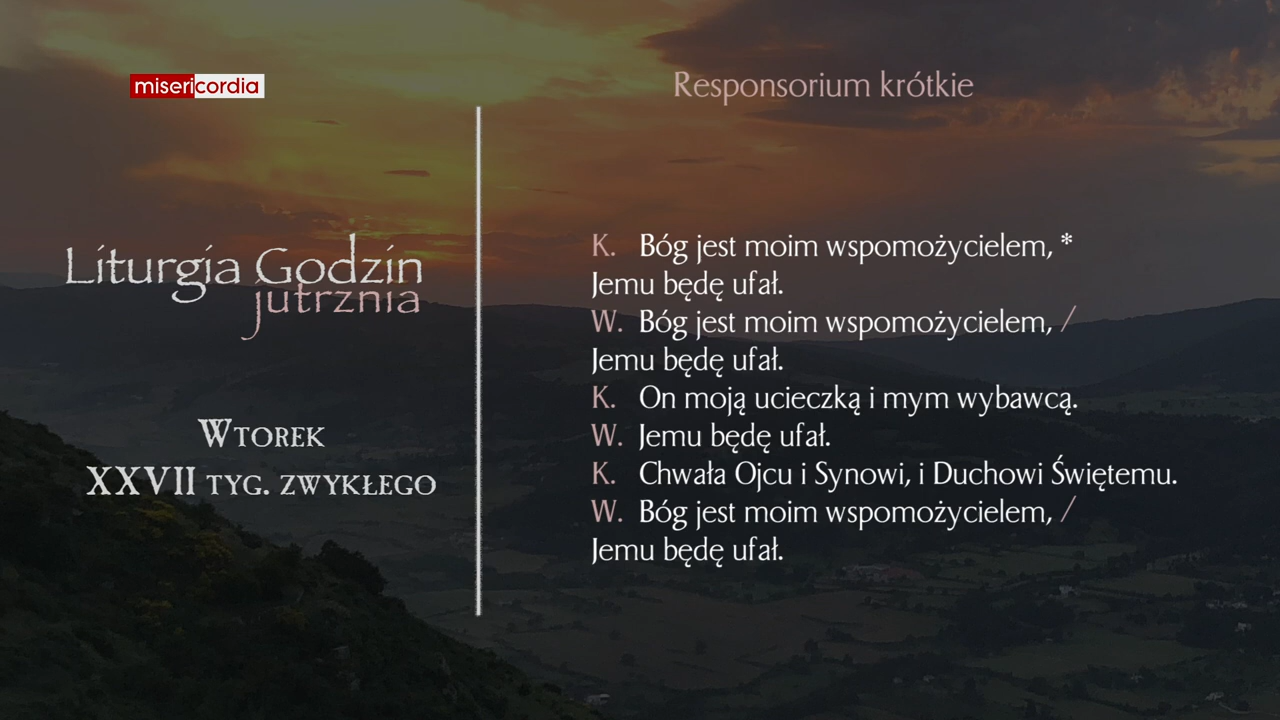 misericordia
Liturgia Godzin
jutrznia
Wtorek
XXVII tyg. zwykłego
Responsorium krótkie
K. Bóg jest moim wspomożycielem, *
Jemu będę ufał.
W. Bóg jest moim wspomożycielem, /
Jemu będę ufał.
K. On moją ucieczką i mym wybawcą.
W. Jemu będę ufał.
K. Chwała Ojcu i Synowi, i Duchowi Świętemu.
W. Bóg jest moim wspomożycielem, /
Jemu będę ufał.